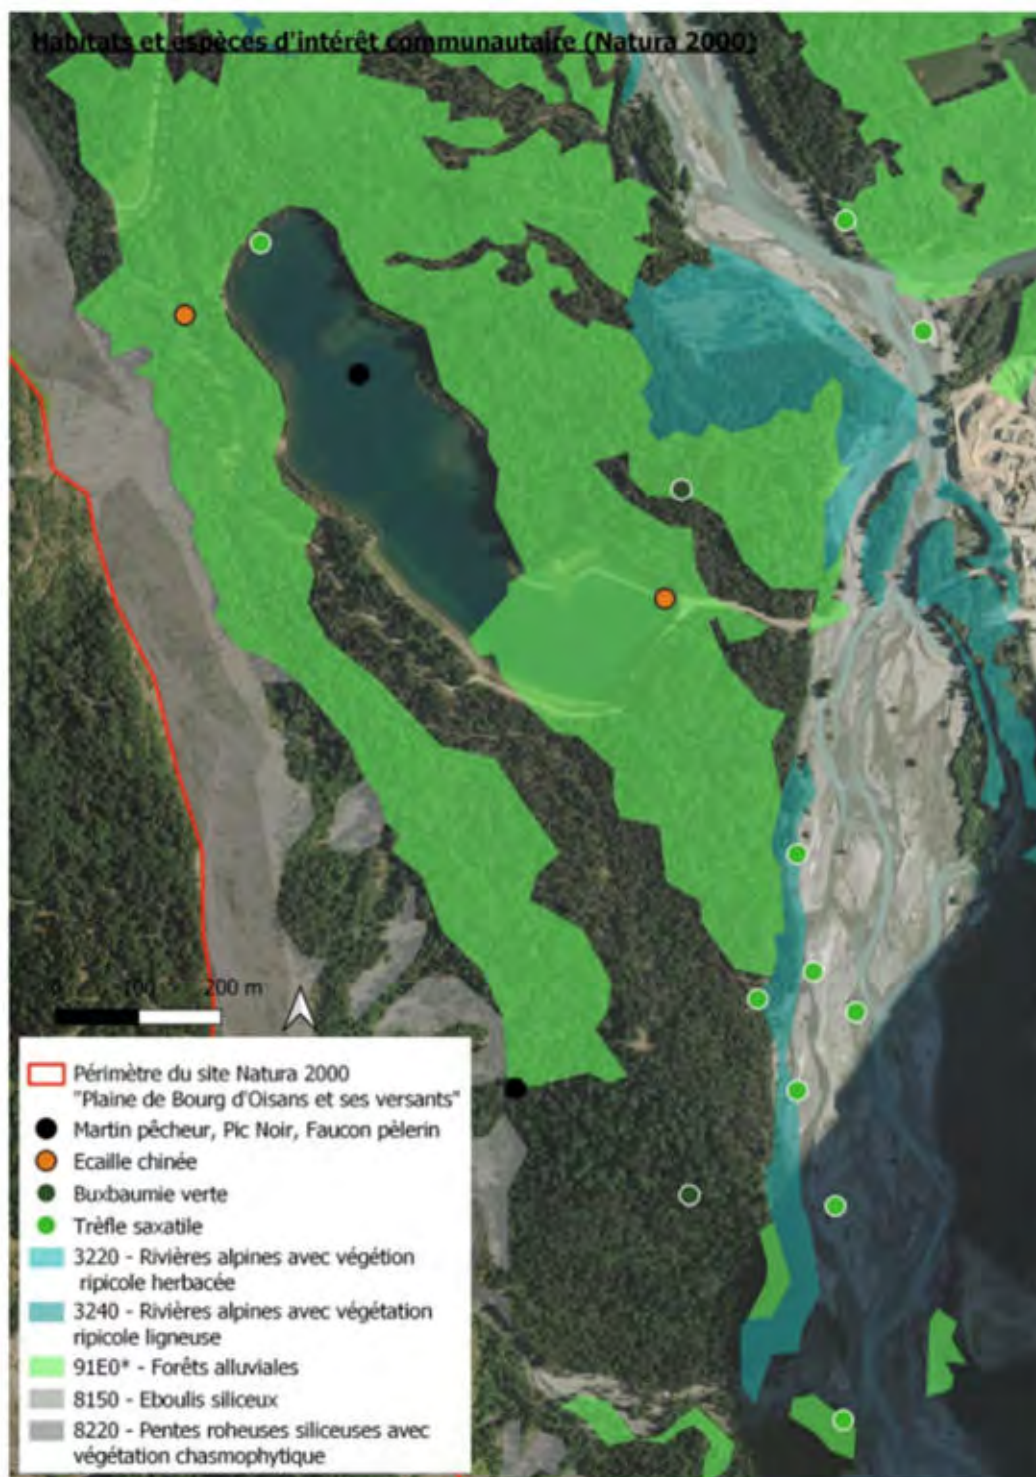 Habitats et espèces d'intérêt communautaire (Natura 2000)
0 100 200 m
Périmètre du site Natura 2000
"Plaine de Bourg d'Oisans et ses versants"
Martin pêcheur, Pic Noir, Faucon pèlerin
Ecaille chinée
Buxbaumie verte
Trèfle saxatile
3220 - Rivières alpines avec végétion
ripicole herbacée
3240 - Rivières alpines avec végétation
ripicole ligneuse
91E0* - Forêts alluviales
8150 - Eboulis siliceux
8220 - Pentes roheuses siliceuses avec
végétation chasmophytique